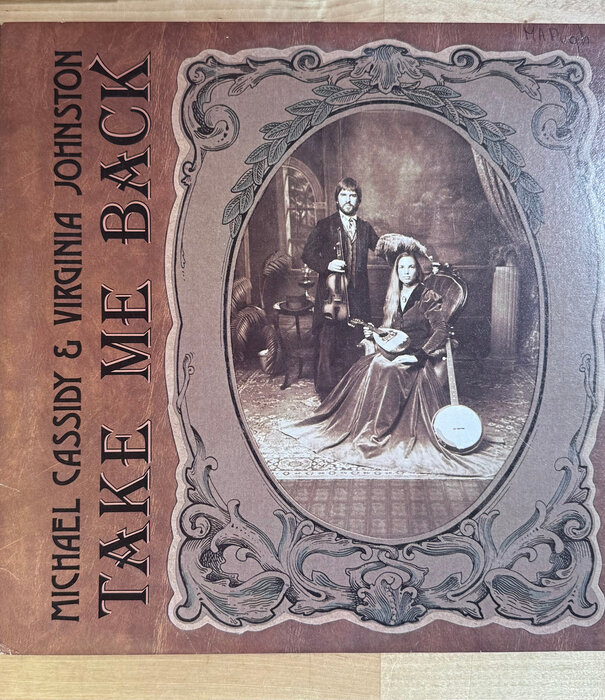 MICHAEL CASSIDY & VIRGINIA JOHNSTON
TAKE ME BACK